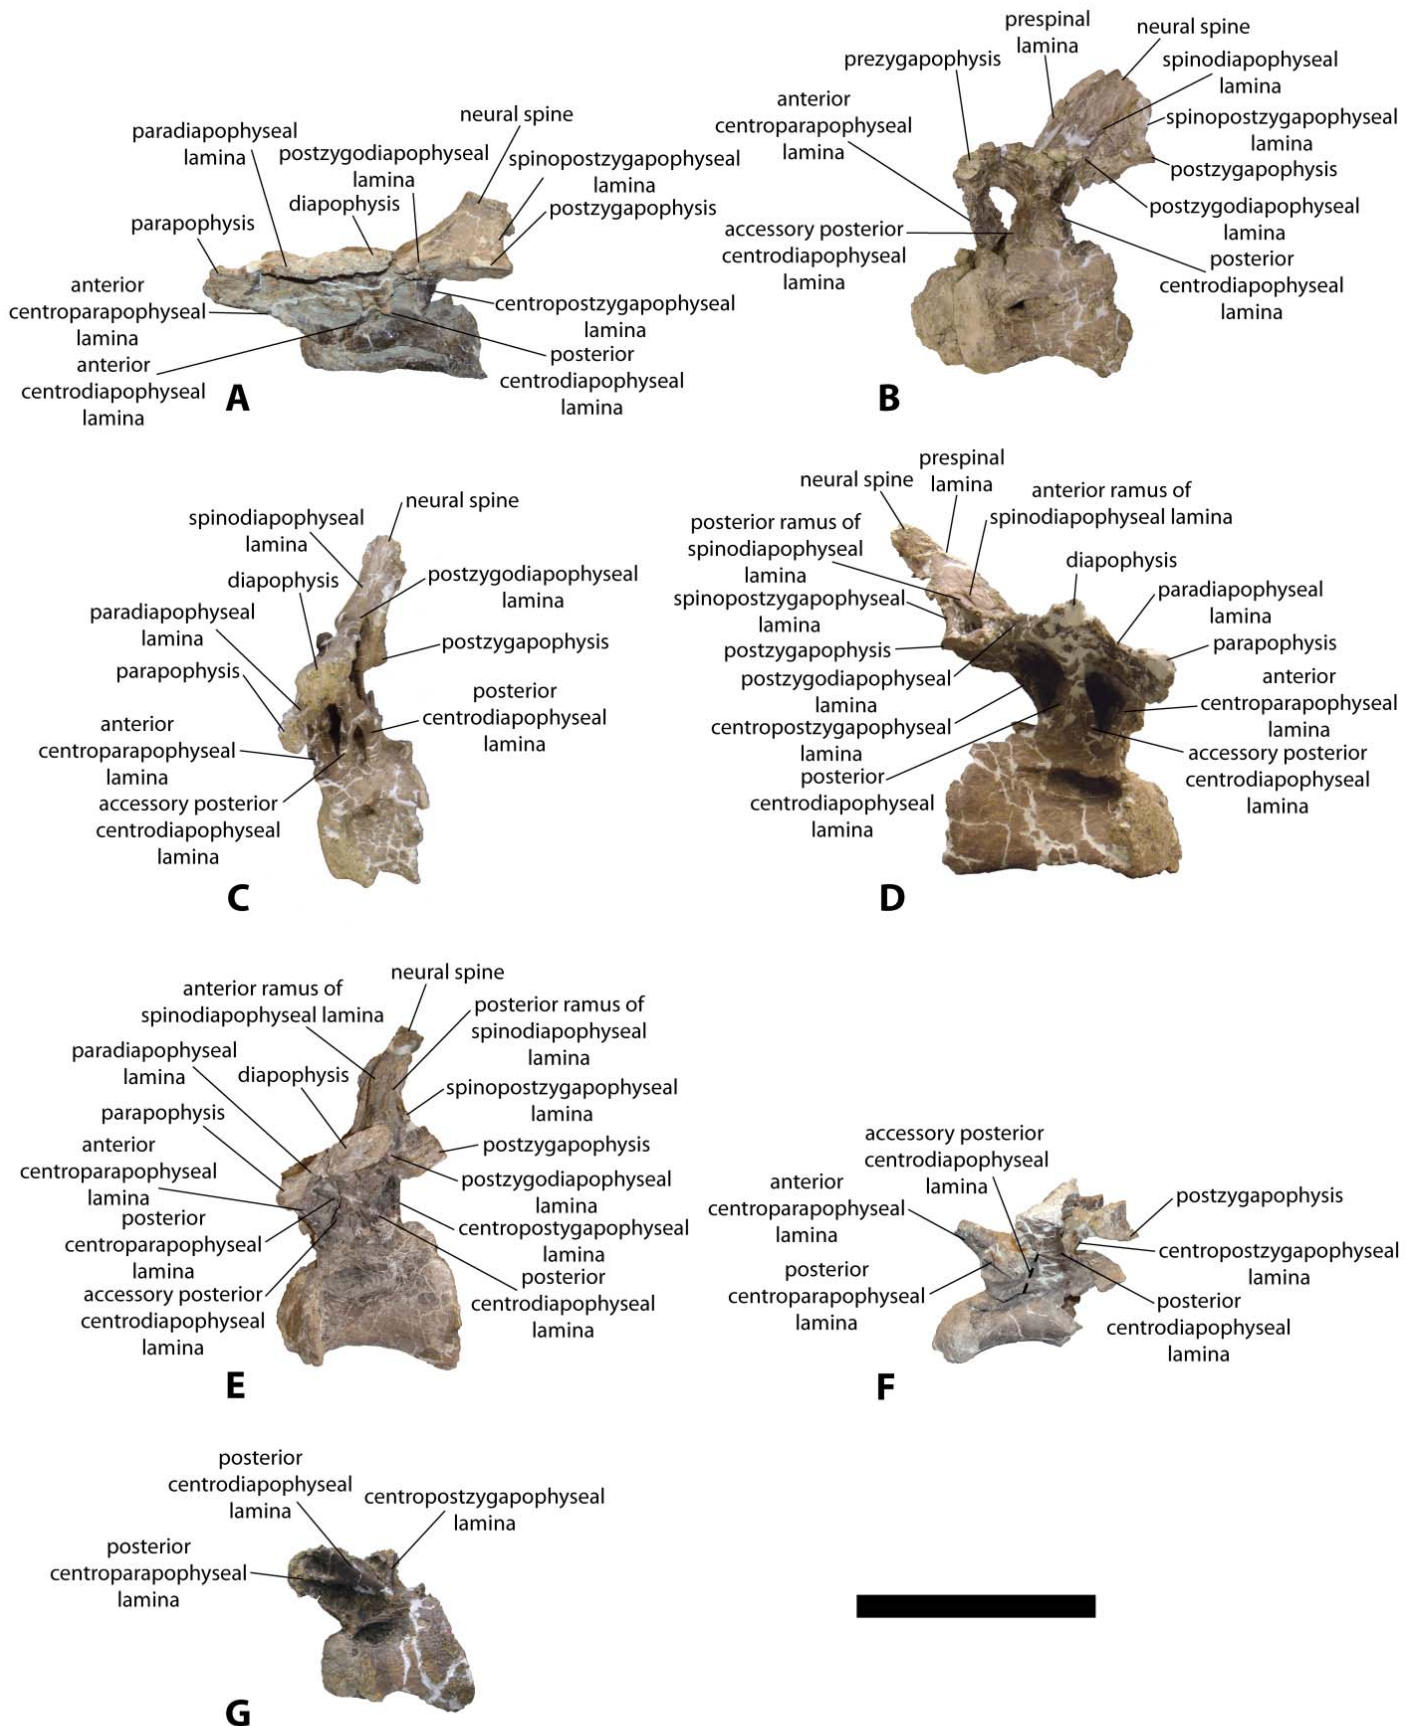 neural spine
paradiapophyseal
lamina
postzygodiapophyseal
lamina
spinopostzygapophyseal
lamina
diapophysis
postzygapophysis
parapophysis
anterior
centroparapophyseal
lamina
centropostzygapophyseal
lamina
anterior
centrodiapophyseal
lamina
posterior
centrodiapophyseal
lamina
A
prespinal
lamina
neural spine
prezygapophysis
spinodiapophyseal
lamina
anterior
centroparapophyseal
lamina
spinopostzygapophyseal
lamina
postzygapophysis
postzygodiapophyseal
lamina
accessory posterior
centrodiapophyseal
lamina
posterior
centrodiapophyseal
lamina
B
neural spine
spinodiapophyseal
lamina
diapophysis
postzygodiapophyseal
lamina
paradiapophyseal
lamina
postzygapophysis
parapophysis
posterior
centrodiapophyseal
lamina
anterior
centroparapophyseal
lamina
accessory posterior
centrodiapophyseal
lamina
C
neural spine
prespinal
lamina
anterior ramus of
spinodiapophyseal lamina
posterior ramus of
spinodiapophyseal
lamina
diapophysis
spinopostzygapophyseal
lamina
paradiapophyseal
lamina
postzygapophysis
parapophysis
postzygodiapophyseal
lamina
anterior
centroparapophyseal
lamina
centropostzygapophyseal
lamina
accessory posterior
centrodiapophyseal
lamina
posterior
centrodiapophyseal
lamina
D
neural spine
anterior ramus of
spinodiapophyseal lamina
posterior ramus of
spinodiapophyseal
lamina
paradiapophyseal
lamina
diapophysis
spinopostzygapophyseal
lamina
parapophysis
postzygapophysis
anterior
centroparapophyseal
lamina
postzygodiapophyseal
lamina
posterior
centroparapophyseal
lamina
centropostygapophyseal
lamina
accessory posterior
centrodiapophyseal
lamina
posterior
centrodiapophyseal
lamina
E
accessory posterior
centrodiapophyseal
lamina
anterior
centroparapophyseal
lamina
postzygapophysis
centropostzygapophyseal
lamina
posterior
centroparapophyseal
lamina
posterior
centrodiapophyseal
lamina
F
posterior
centrodiapophyseal
lamina
centropostzygapophyseal
lamina
posterior
centroparapophyseal
lamina
G